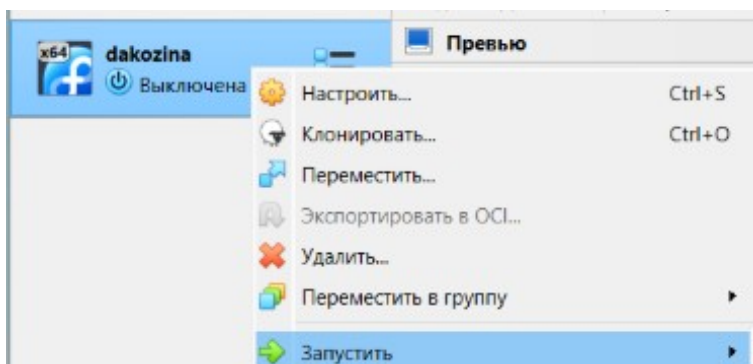 x64
dakozina
Выключена
Превью
Настроить... Ctrl+S
Клонировать... Ctrl+O
Переместить...
Экспортировать в OCI...
Удалить...
Переместить в группу
Запустить